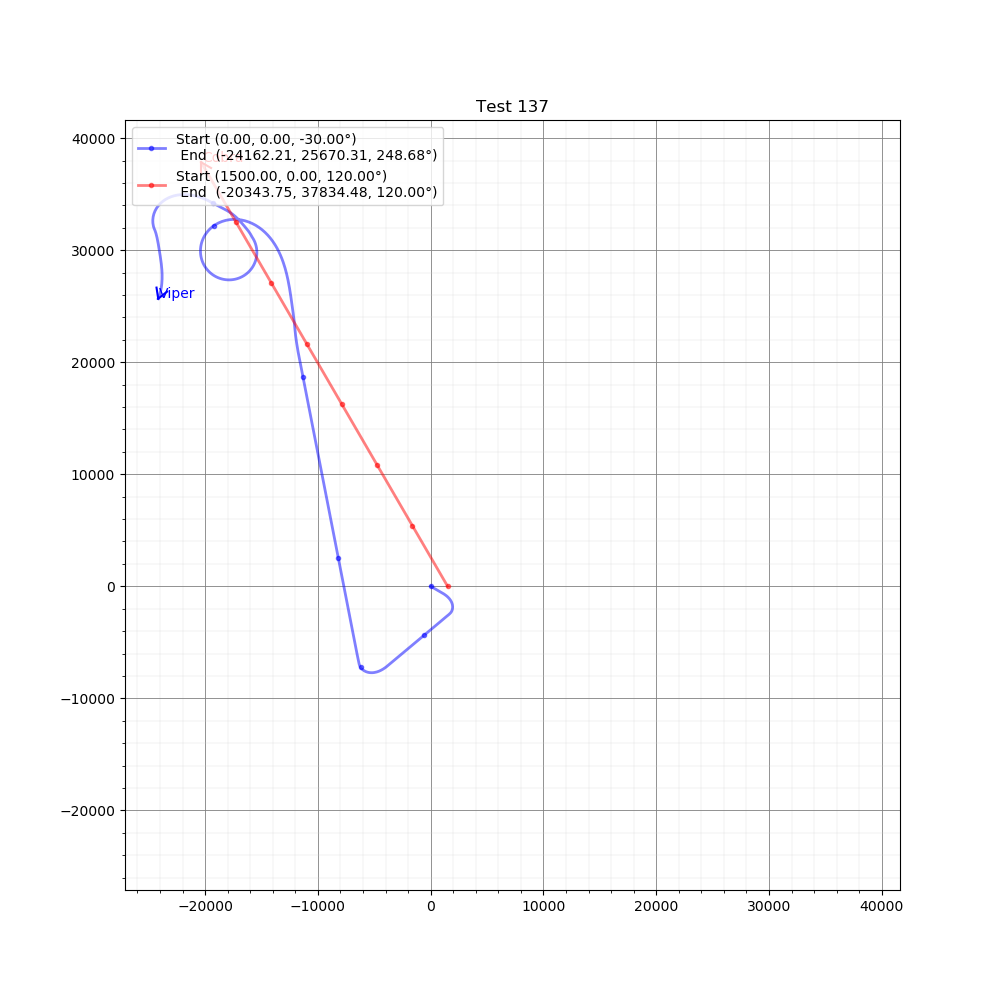 Test 137
Start (0.00, 0.00, -30.00°)
End (-24162.21, 25670.31, 248.68°)
Start (1500.00, 0.00, 120.00°)
End (-20343.75, 37834.48, 120.00°)
Viper
40000
30000
20000
10000
0
−10000
−20000
−20000 −10000 0 10000 20000 30000 40000